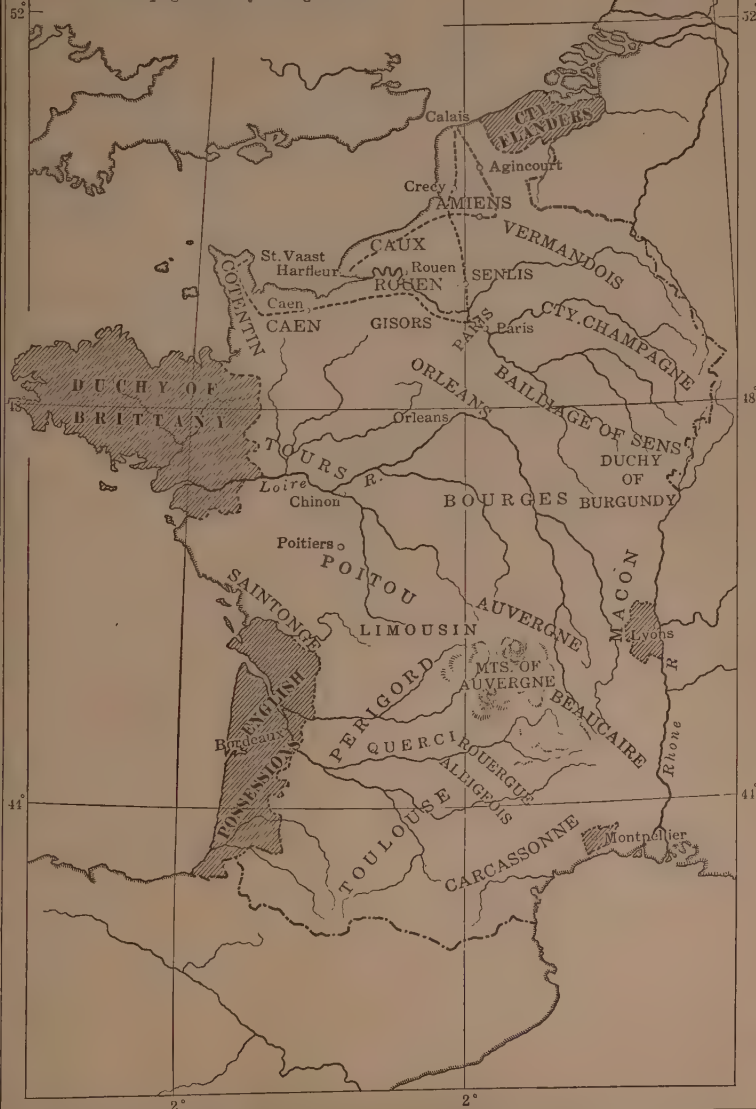 52°
52°
Calais
CTY.
FLANDERS
Agincourt
Crecy
AMIENS
VERMANDOIS
CAUX
St. Vaast
Harfleur
Rouen
ROUEN
SENLIS
COTENTIN
Caen
CAEN
GISORS
PARIS
Paris
CTY. CHAMPAGNE
DUCHY OF
BRITTANY
ORLEANS
BAILLIAGE OF SENS
48°
Orleans
DUCHY
OF
BURGUNDY
TOURS
Loire R.
Chinon
BOURGES
Poitiers
POITOU
MACON
SAINTONGE
LIMOUSIN
AUVERGNE
Lyons
MTS. OF
AUVERGNE
ENGLISH
POSSESSIONS
Bordeaux
PERIGORD
BEAUCAIRE
QUERCI
ROUERGUE
ALBIGEOIS
Rhone R
44°
TOULOUSE
CARCASSONNE
Montpellier
2°
2°